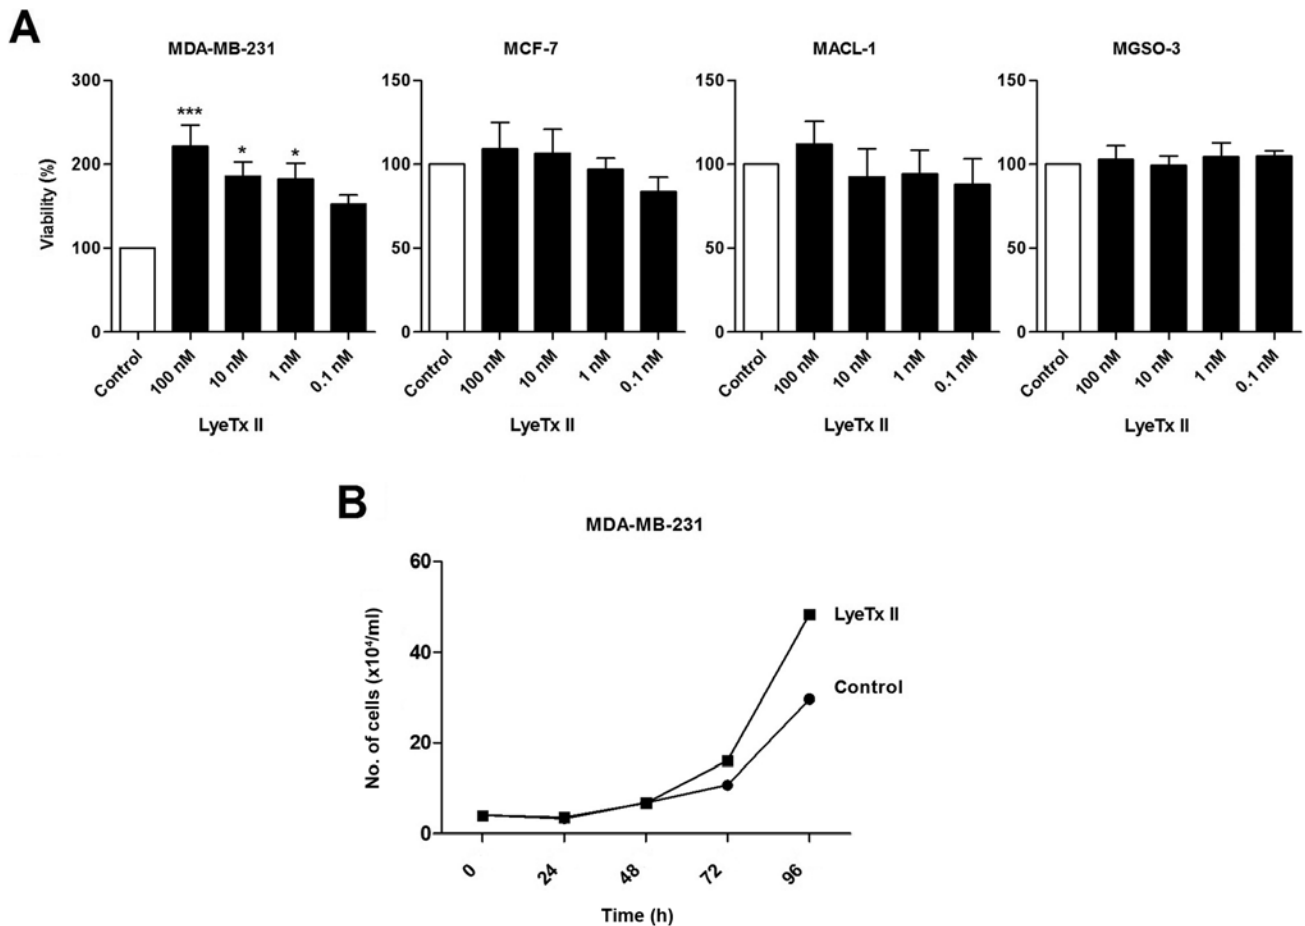 A
MDA-MB-231
MCF-7
MACL-1
MGSO-3
Viability (%)
300
200
100
0
***
*
*
Control
100 nM
10 nM
1 nM
0.1 nM
LyeTx II
150
100
50
0
Control
100 nM
10 nM
1 nM
0.1 nM
LyeTx II
150
100
50
0
Control
100 nM
10 nM
1 nM
0.1 nM
LyeTx II
150
100
50
0
Control
100 nM
10 nM
1 nM
0.1 nM
LyeTx II
B
MDA-MB-231
No. of cells (x10⁴/ml)
60
40
20
0
LyeTx II
Control
0
24
48
72
96
Time (h)